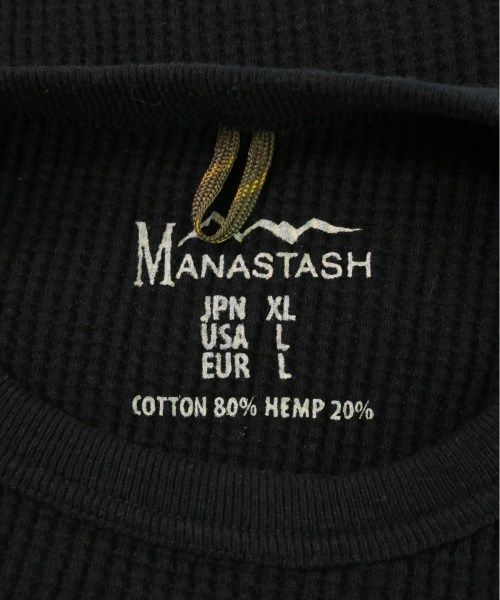 MANASTASH
JPN XL
USA L
EUR L
COTTON 80% HEMP 20%